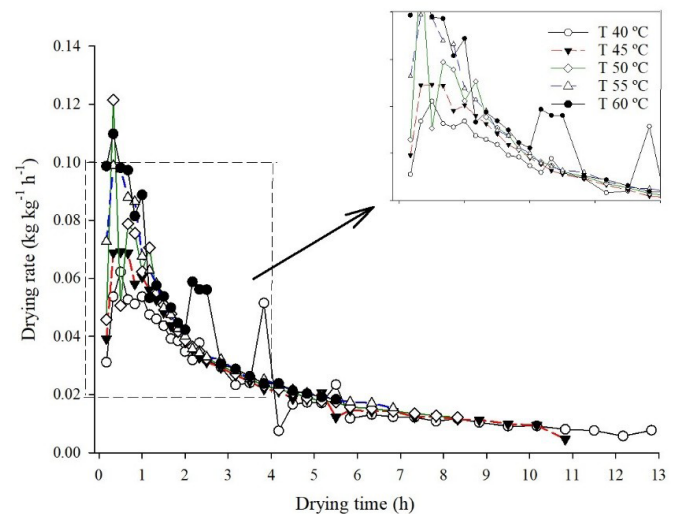 T 40 ºC
T 45 ºC
T 50 ºC
T 55 ºC
T 60 ºC
Drying rate (kg kg⁻¹ h⁻¹)
0.14
0.12
0.10
0.08
0.06
0.04
0.02
0.00
0 1 2 3 4 5 6 7 8 9 10 11 12 13
Drying time (h)